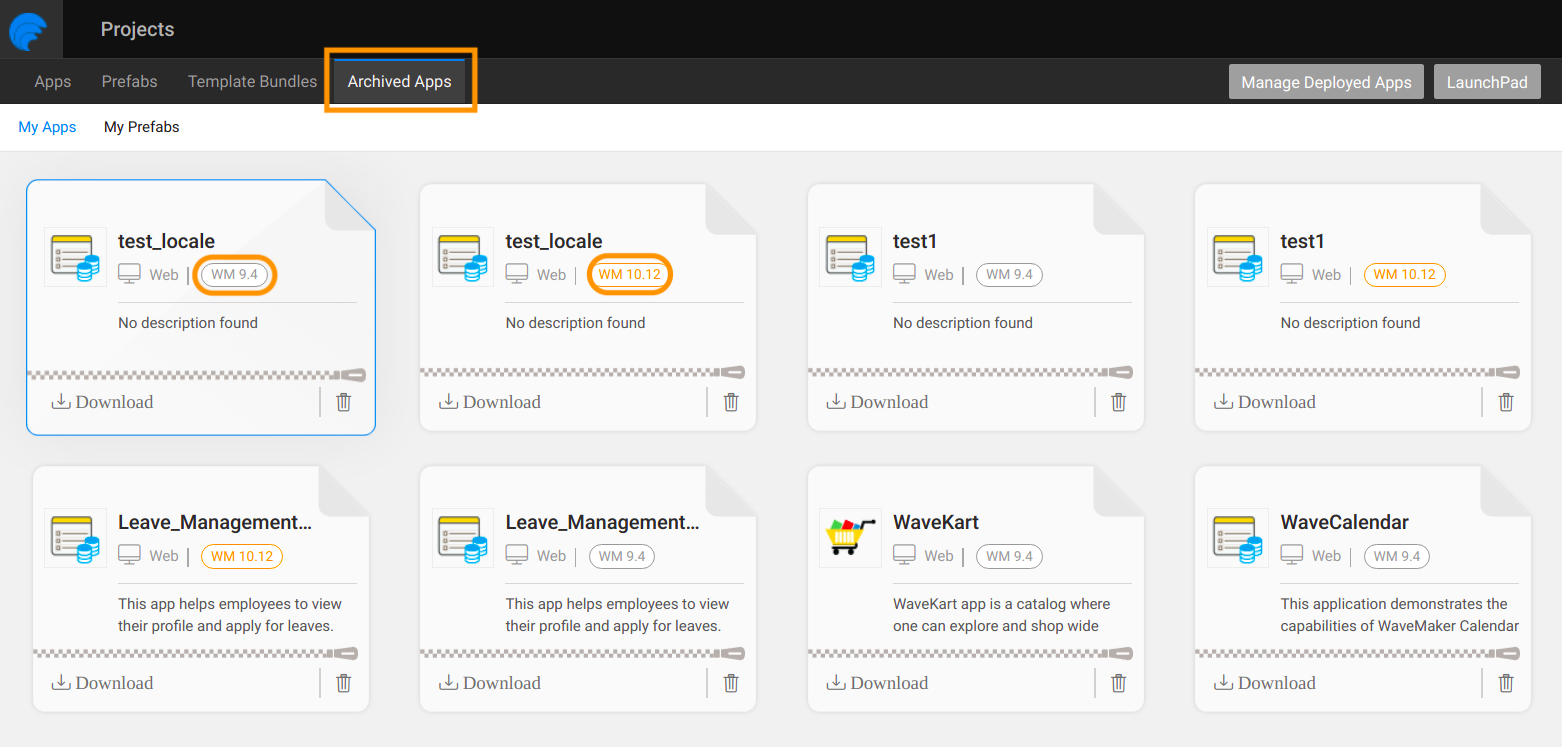 Projects
Apps Prefabs Template Bundles Archived Apps Manage Deployed Apps LaunchPad
My Apps My Prefabs
test_locale
Web WM 9.4
No description found
Download
test_locale
Web WM 10.12
No description found
Download
test1
Web WM 9.4
No description found
Download
test1
Web WM 10.12
No description found
Download
Leave_Management...
Web WM 10.12
This app helps employees to view
their profile and apply for leaves.
Download
Leave_Management...
Web WM 9.4
This app helps employees to view
their profile and apply for leaves.
Download
WaveKart
Web WM 9.4
WaveKart app is a catalog where
one can explore and shop wide
Download
WaveCalendar
Web WM 9.4
This application demonstrates the
capabilities of WaveMaker Calendar
Download